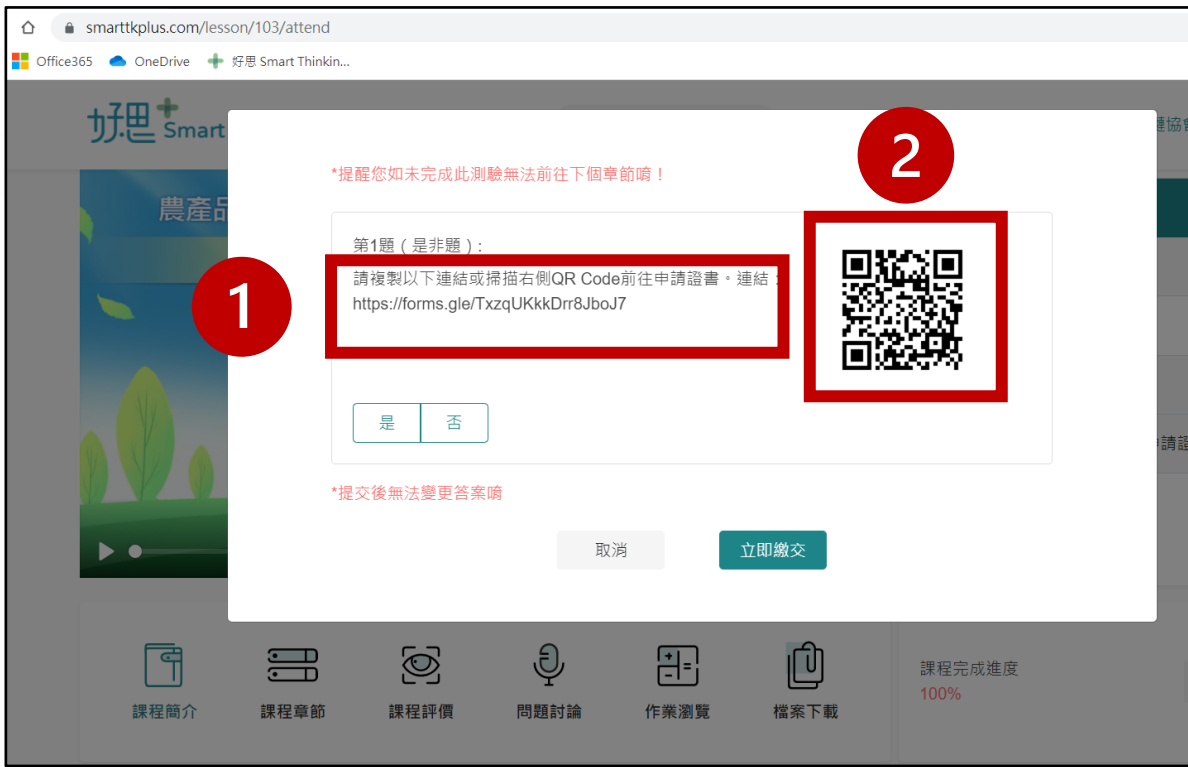 smarttkplus.com/lesson/103/attend
Office365 OneDrive 好思 Smart Thinkin...
好思 Smart
農產品
2
*提醒您如未完成此測驗無法前往下個章節唷！
第1題（是非題）：
1
請複製以下連結或掃描右側QR Code前往申請證書。連結：
https://forms.gle/TxzqUKkkDrr8JboJ7
是 否
*提交後無法變更答案唷
取消 立即繳交
課程簡介 課程章節 課程評價 問題討論 作業瀏覽 檔案下載
課程完成進度
100%